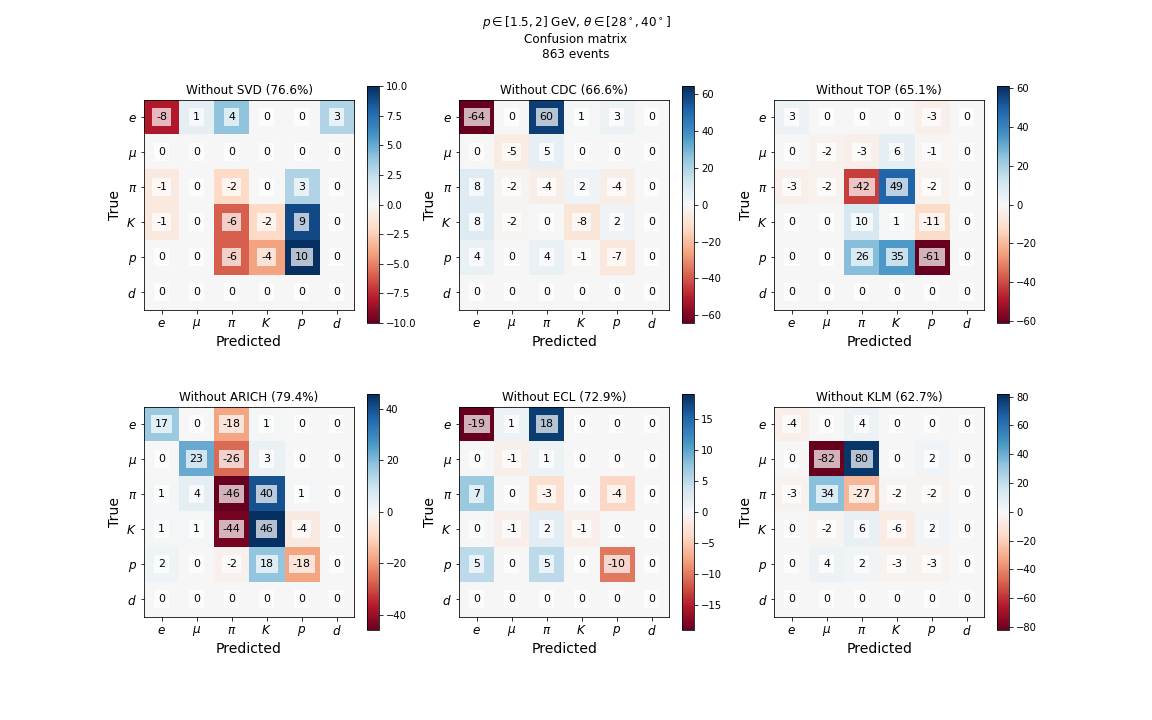 p ∈ [1.5, 2] GeV, θ ∈ [28°, 40°]
Confusion matrix
863 events
Without SVD (76.6%)
e -8 1 4 0 0 3
μ 0 0 0 0 0 0
π -1 0 -2 0 3 0
K -1 0 -6 -2 9 0
p 0 0 -6 -4 10 0
d 0 0 0 0 0 0
e μ π K p d
True
Predicted
10.0
7.5
5.0
2.5
0.0
−2.5
−5.0
−7.5
−10.0
Without CDC (66.6%)
e -64 0 60 1 3 0
μ 0 -5 5 0 0 0
π 8 -2 -4 2 -4 0
K 8 -2 0 -8 2 0
p 4 0 4 -1 -7 0
d 0 0 0 0 0 0
e μ π K p d
True
Predicted
60
40
20
0
−20
−40
−60
Without TOP (65.1%)
e 3 0 0 0 -3 0
μ 0 -2 -3 6 -1 0
π -3 -2 -42 49 -2 0
K 0 0 10 1 -11 0
p 0 0 26 35 -61 0
d 0 0 0 0 0 0
e μ π K p d
True
Predicted
60
40
20
0
−20
−40
−60
Without ARICH (79.4%)
e 17 0 -18 1 0 0
μ 0 23 -26 3 0 0
π 1 4 -46 40 1 0
K 1 1 -44 46 -4 0
p 2 0 -2 18 -18 0
d 0 0 0 0 0 0
e μ π K p d
True
Predicted
40
20
0
−20
−40
Without ECL (72.9%)
e -19 1 18 0 0 0
μ 0 -1 1 0 0 0
π 7 0 -3 0 -4 0
K 0 -1 2 -1 0 0
p 5 0 5 0 -10 0
d 0 0 0 0 0 0
e μ π K p d
True
Predicted
15
10
5
0
−5
−10
−15
Without KLM (62.7%)
e -4 0 4 0 0 0
μ 0 -82 80 0 2 0
π -3 34 -27 -2 -2 0
K 0 -2 6 -6 2 0
p 0 4 2 -3 -3 0
d 0 0 0 0 0 0
e μ π K p d
True
Predicted
80
60
40
20
0
−20
−40
−60
−80